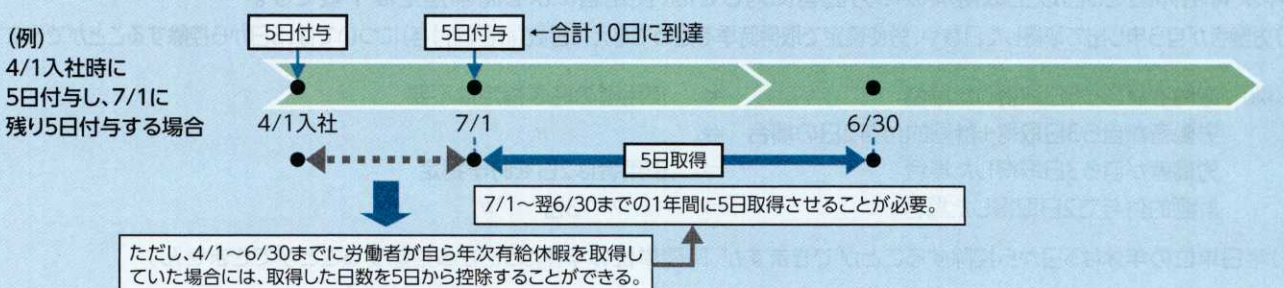 (例)
4/1入社時に
5日付与し、7/1に
残り5日付与する場合
5日付与
5日付与
←合計10日に到達
4/1入社
7/1
6/30
5日取得
7/1～翌6/30までの1年間に5日取得させることが必要。
ただし、4/1～6/30までに労働者が自ら年次有給休暇を取得し
ていた場合には、取得した日数を5日から控除することができる。